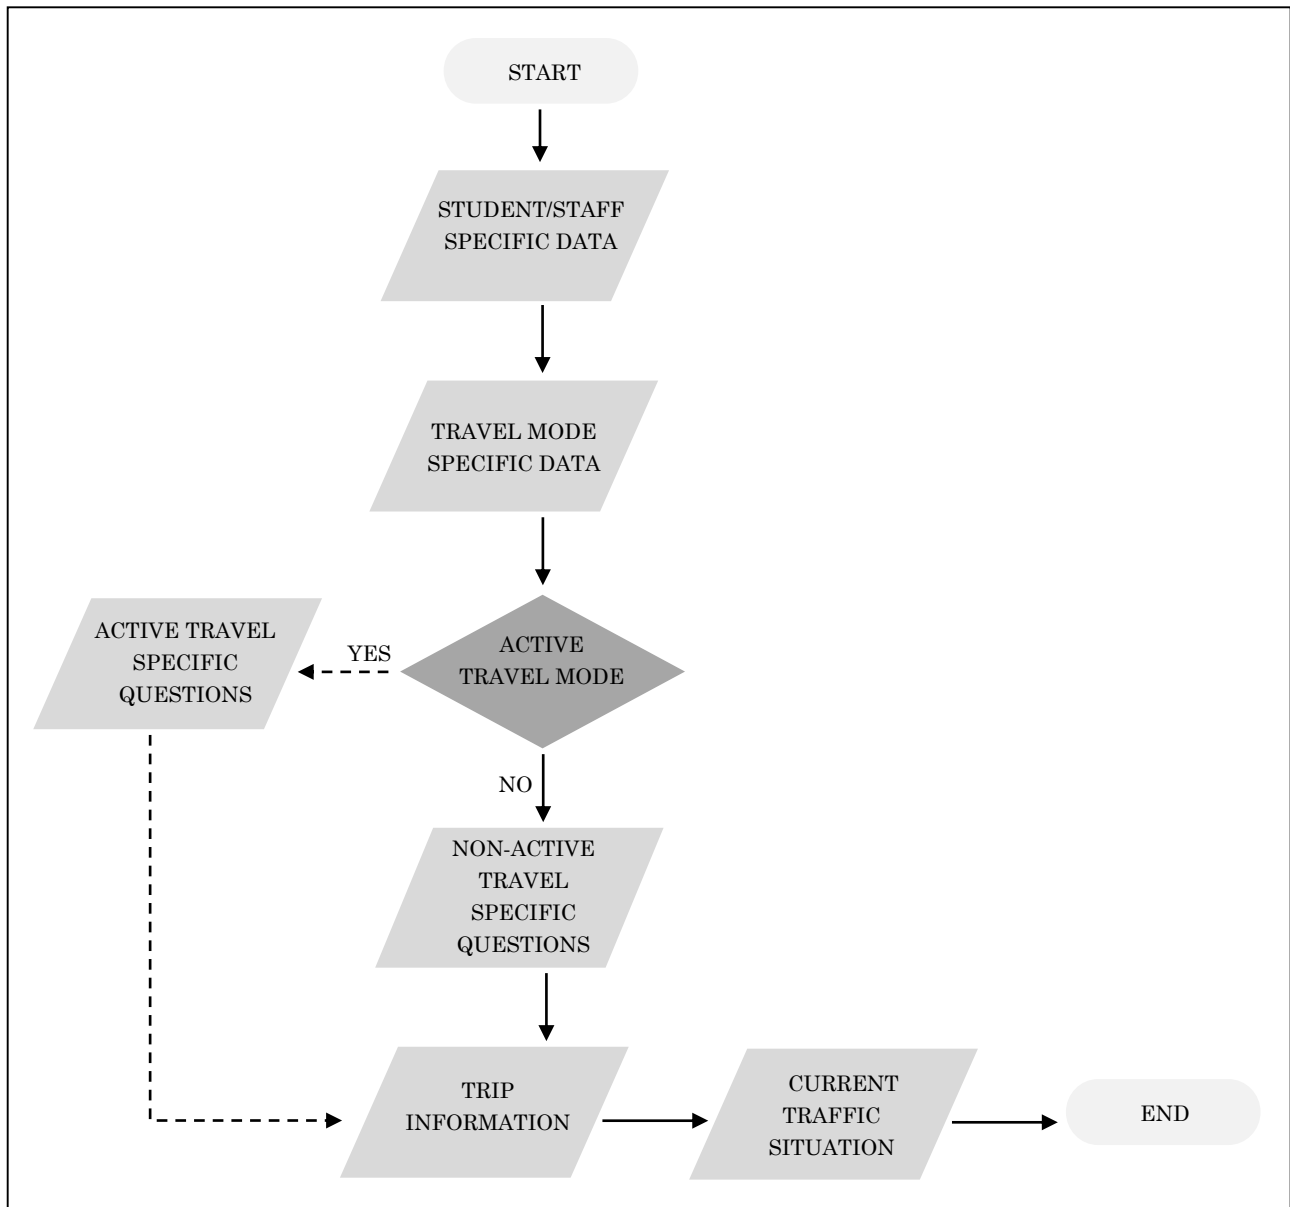 START
STUDENT/STAFF
SPECIFIC DATA
TRAVEL MODE
SPECIFIC DATA
ACTIVE TRAVEL
SPECIFIC
QUESTIONS
YES
ACTIVE
TRAVEL MODE
NO
NON-ACTIVE
TRAVEL
SPECIFIC
QUESTIONS
TRIP
INFORMATION
CURRENT
TRAFFIC
SITUATION
END